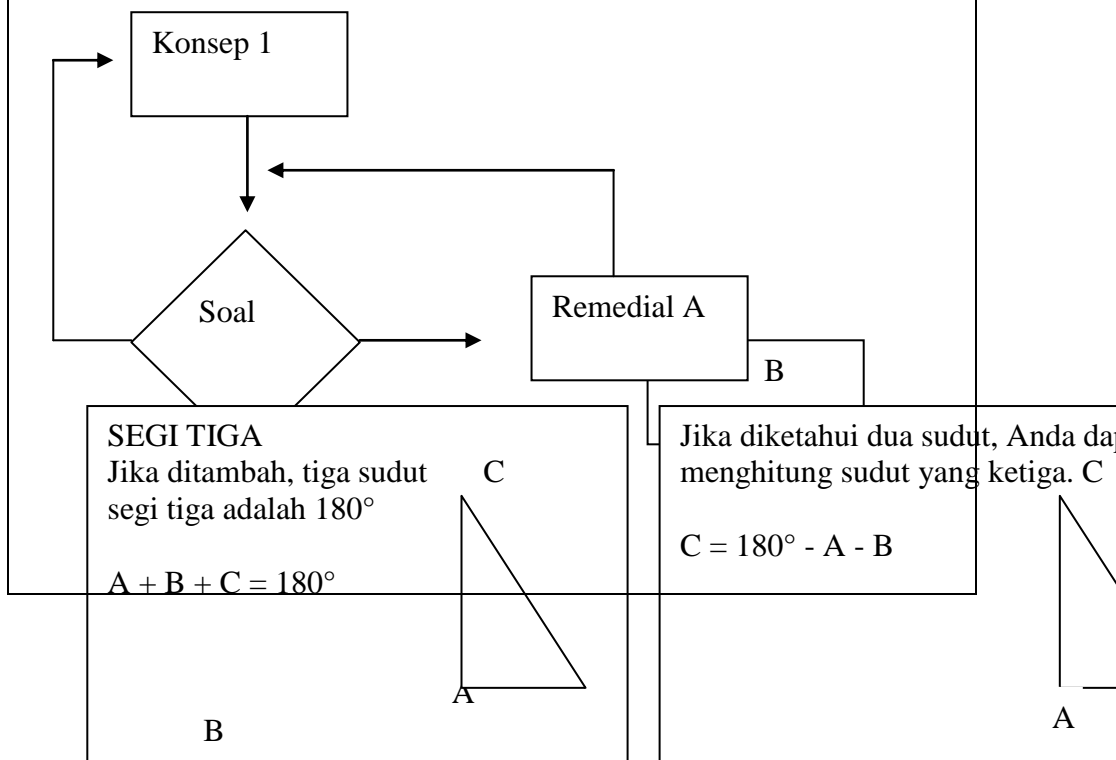 Konsep 1
Soal
Remedial A
B
SEGI TIGA
Jika ditambah, tiga sudut
segi tiga adalah 180°
A + B + C = 180°
C
A
B
Jika diketahui dua sudut, Anda
menghitung sudut yang ketiga. C
C = 180° - A - B
A